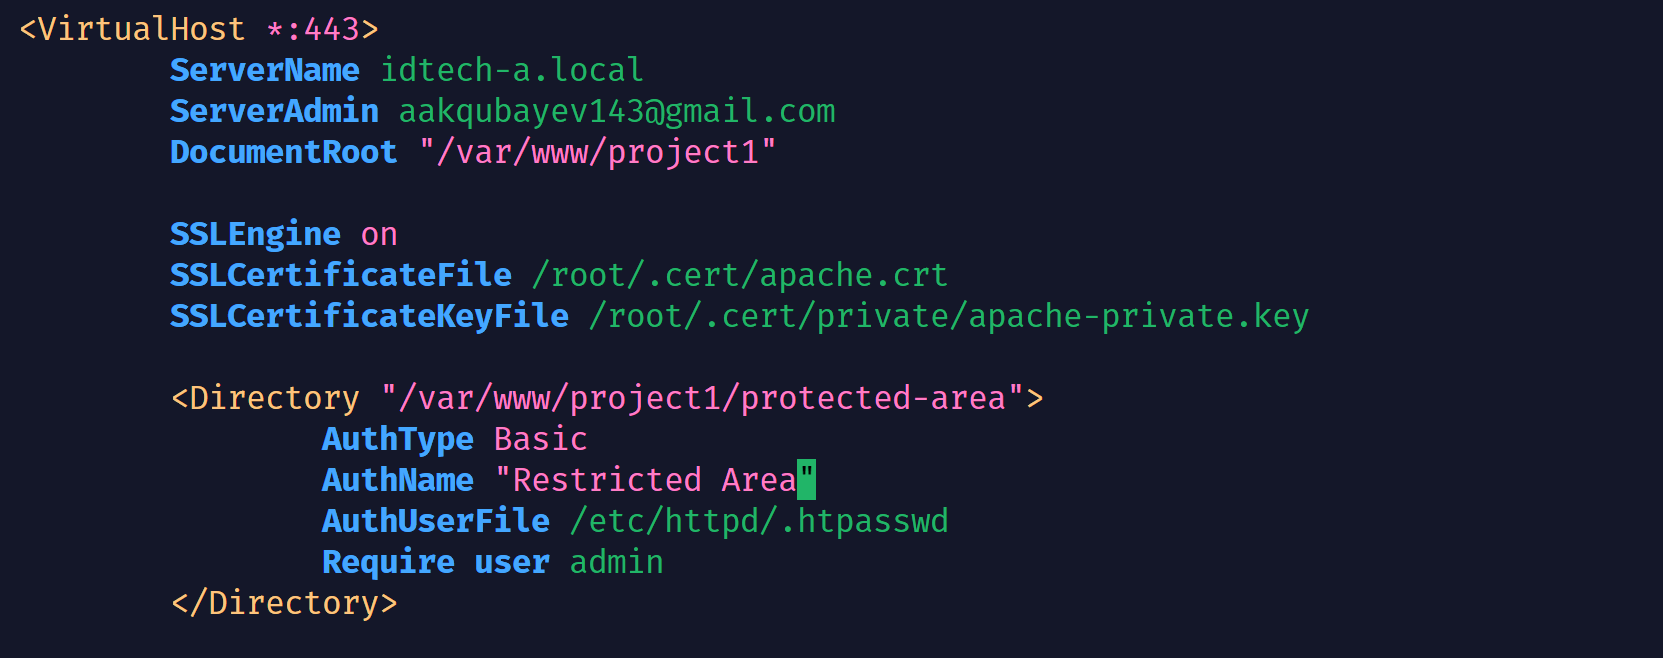 <VirtualHost *:443>
ServerName idtech-a.local
ServerAdmin aakqubayev143@gmail.com
DocumentRoot "/var/www/project1"
SSLEngine on
SSLCertificateFile /root/.cert/apache.crt
SSLCertificateKeyFile /root/.cert/private/apache-private.key
<Directory "/var/www/project1/protected-area">
AuthType Basic
AuthName "Restricted Area"
AuthUserFile /etc/httpd/.htpasswd
Require user admin
</Directory>